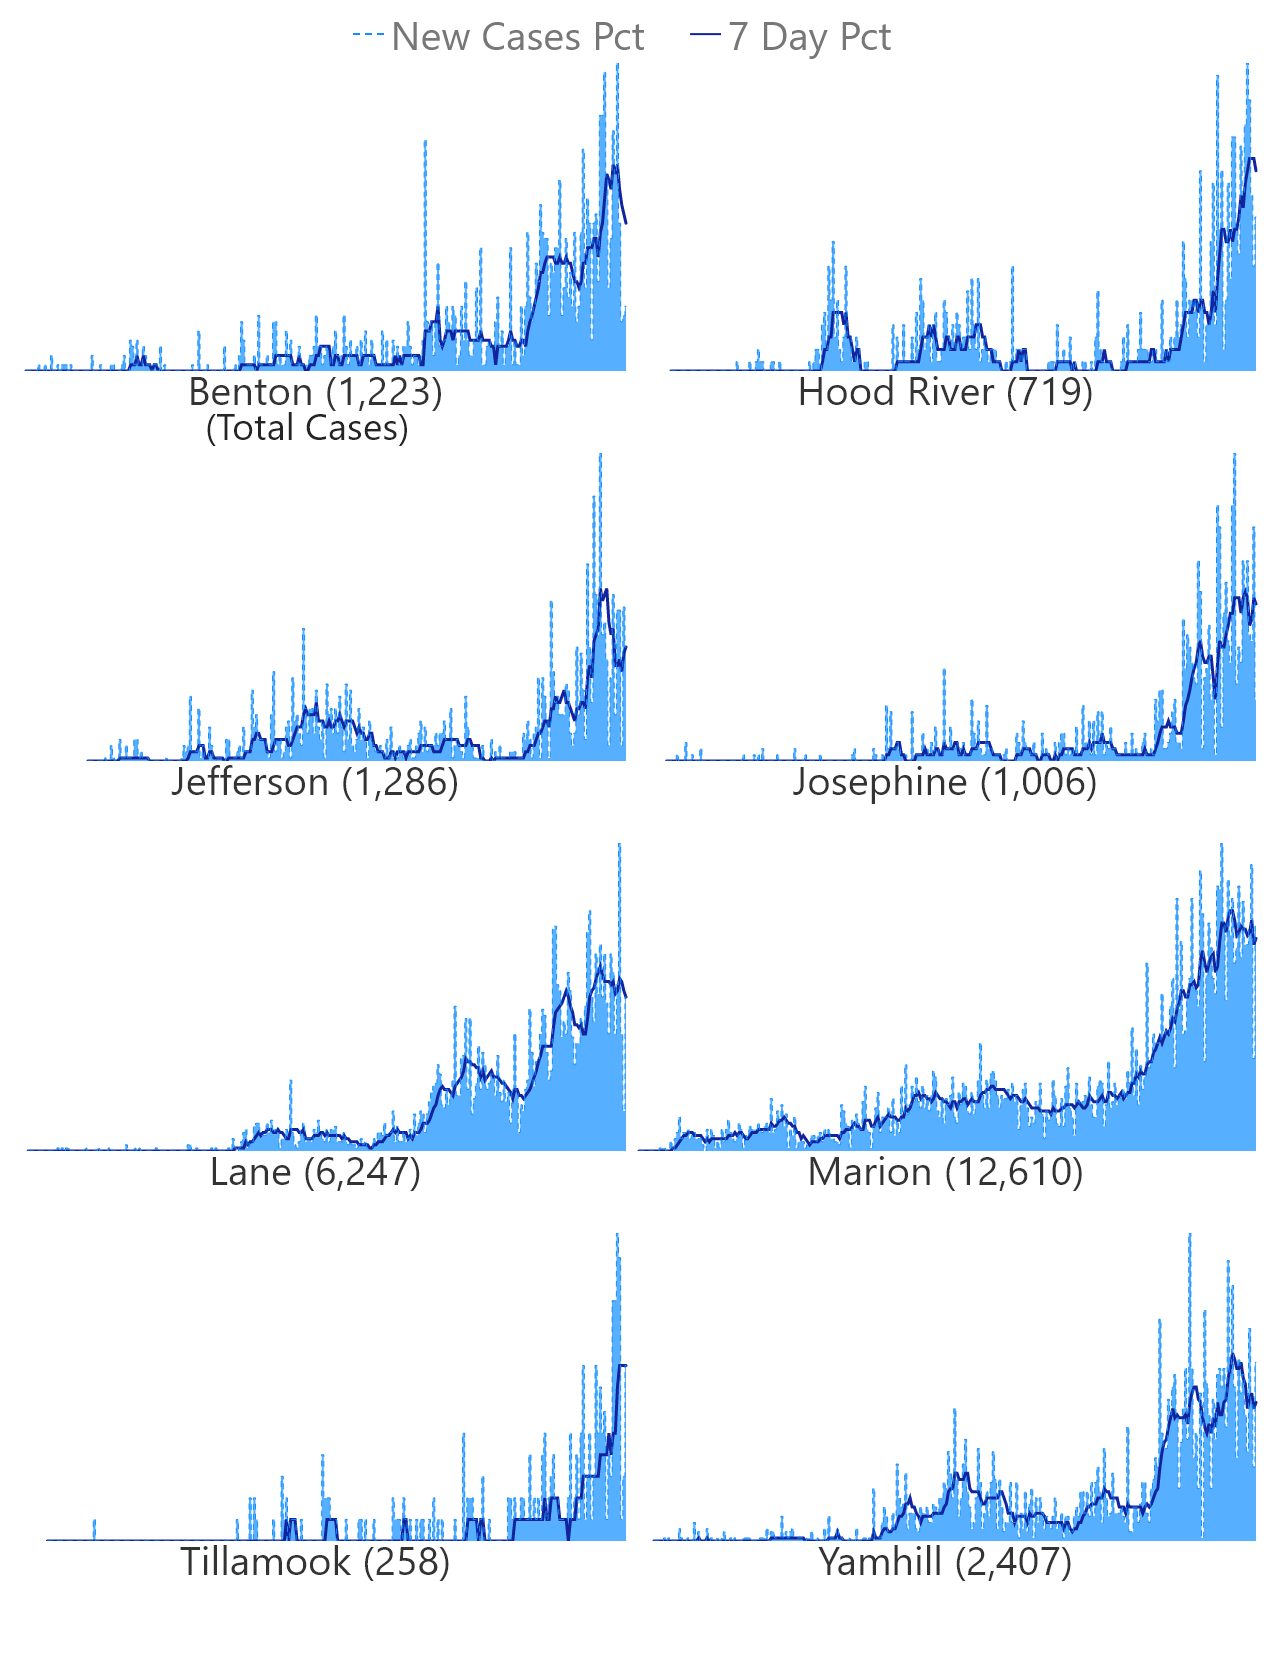 New Cases Pct 7 Day Pct
Benton (1,223) Hood River (719)
(Total Cases)
Jefferson (1,286) Josephine (1,006)
Lane (6,247) Marion (12,610)
Tillamook (258) Yamhill (2,407)